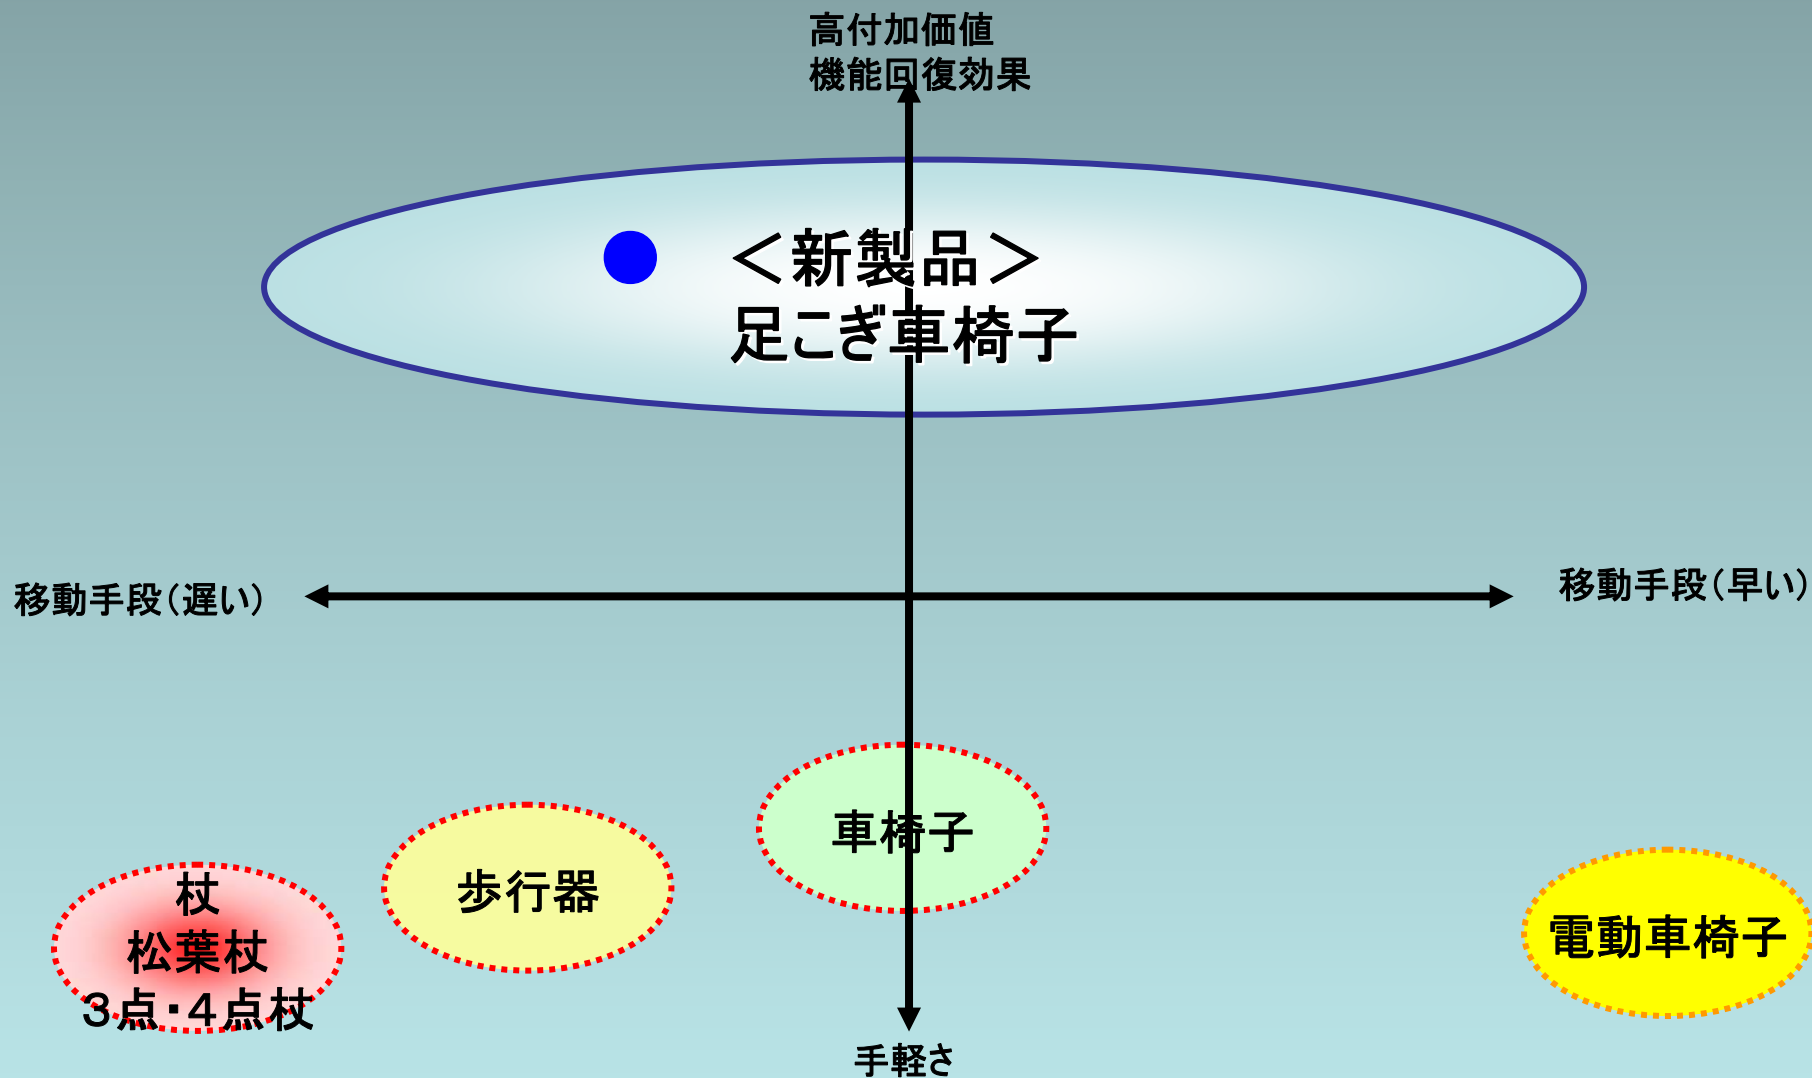 高付加価値
機能回復効果
＜新製品＞
足こぎ車椅子
移動手段（遅い）
移動手段（早い）
車椅子
歩行器
杖
松葉杖
３点・４点杖
電動車椅子
手軽さ